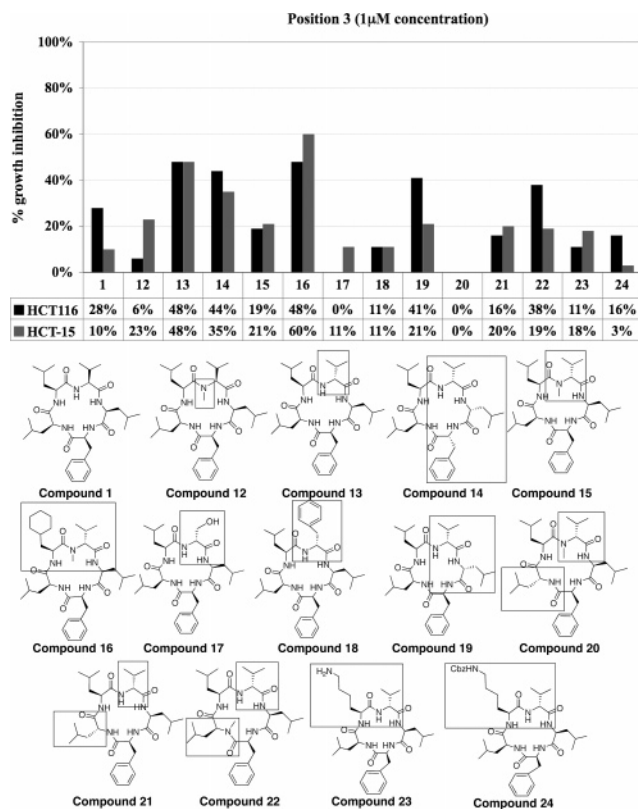 Position 3 (1μM concentration)
% growth inhibition
100%
80%
60%
40%
20%
0%
1 12 13 14 15 16 17 18 19 20 21 22 23 24
HCT116 28% 6% 48% 44% 19% 48% 0% 11% 41% 0% 16% 38% 11% 16%
HCT-15 10% 23% 48% 35% 21% 60% 11% 11% 21% 0% 20% 19% 18% 3%
Compound 1 Compound 12 Compound 13 Compound 14 Compound 15
OH
Compound 16 Compound 17 Compound 18 Compound 19 Compound 20
H2N CbzHN
Compound 21 Compound 22 Compound 23 Compound 24